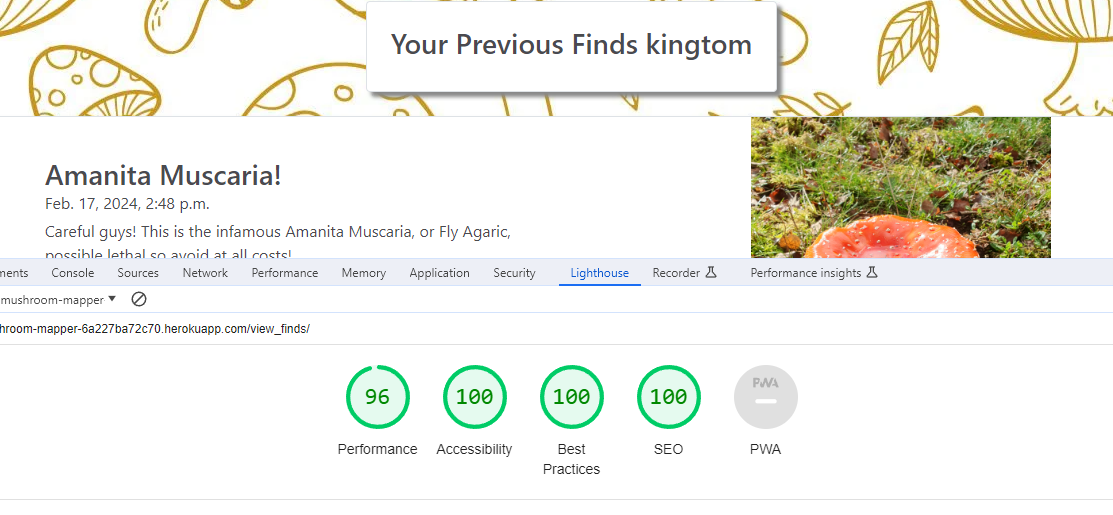 Your Previous Finds kingtom
Amanita Muscaria!
Feb. 17, 2024, 2:48 p.m.
Careful guys! This is the infamous Amanita Muscaria, or Fly Agaric,
possible lethal so avoid at all costs!
ments Console Sources Network Performance Memory Application Security Lighthouse Recorder Performance insights
mushroom-mapper
hroom-mapper-6a227ba72c70.herokuapp.com/view_finds/
96 100 100 100 PWA
Performance Accessibility Best Practices SEO PWA